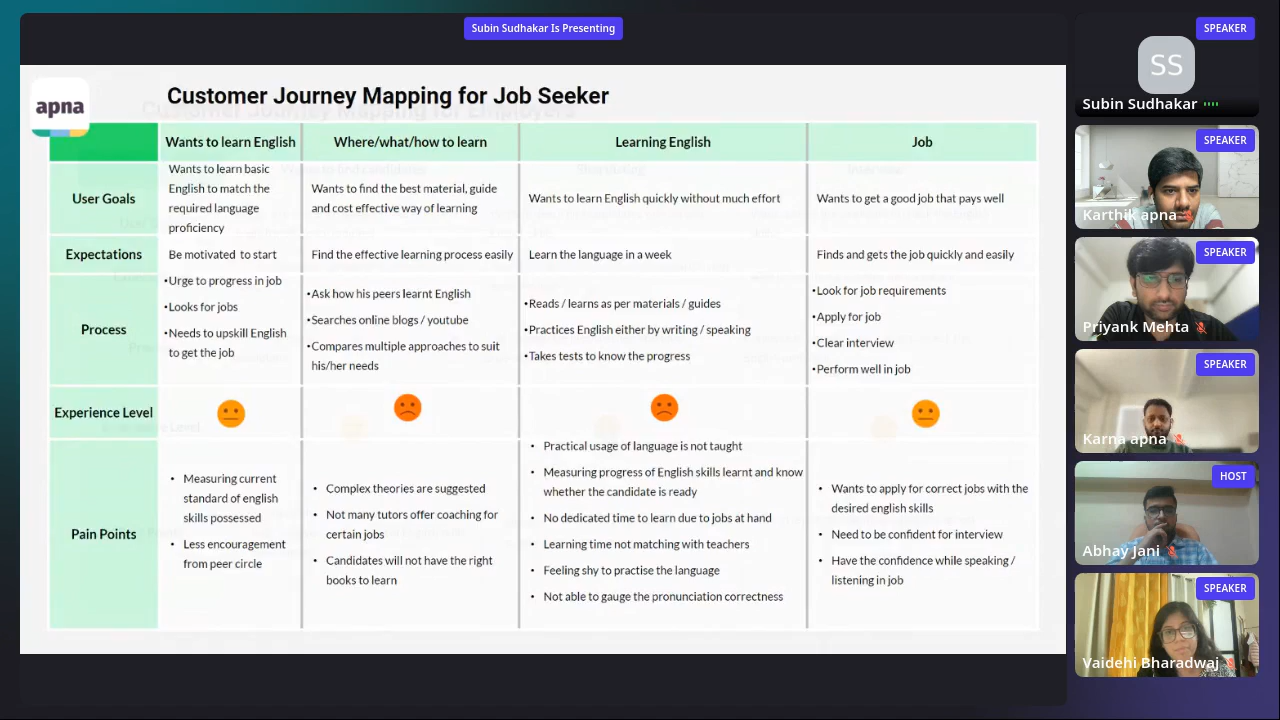 Subin Sudhakar Is Presenting
apna
Customer Journey Mapping for Job Seeker
Wants to learn English
Where/what/how to learn
Learning English
Job
User Goals
Wants to learn basic
English to match the
required language
proficiency
Wants to find the best material, guide
and cost effective way of learning
Wants to learn English quickly without much effort
Wants to get a good job that pays well
Expectations
Be motivated to start
Find the effective learning process easily
Learn the language in a week
Finds and gets the job quickly and easily
Process
•Urge to progress in job
•Looks for jobs
•Needs to upskill English
to get the job
•Ask how his peers learnt English
•Searches online blogs / youtube
•Compares multiple approaches to suit
his/her needs
•Reads / learns as per materials / guides
•Practices English either by writing / speaking
•Takes tests to know the progress
•Look for job requirements
•Apply for job
•Clear interview
•Perform well in job
Experience Level
Pain Points
• Measuring current
standard of english
skills possessed
• Less encouragement
from peer circle
• Complex theories are suggested
• Not many tutors offer coaching for
certain jobs
• Candidates will not have the right
books to learn
• Practical usage of language is not taught
• Measuring progress of English skills learnt and know
whether the candidate is ready
• No dedicated time to learn due to jobs at hand
• Learning time not matching with teachers
• Feeling shy to practise the language
• Not able to gauge the pronunciation correctness
• Wants to apply for correct jobs with the
desired english skills
• Need to be confident for interview
• Have the confidence while speaking /
listening in job
SPEAKER
SS
Subin Sudhakar
SPEAKER
Karthik apna
SPEAKER
Priyank Mehta
SPEAKER
Karna apna
HOST
Abhay Jani
SPEAKER
Vaidehi Bharadwaj